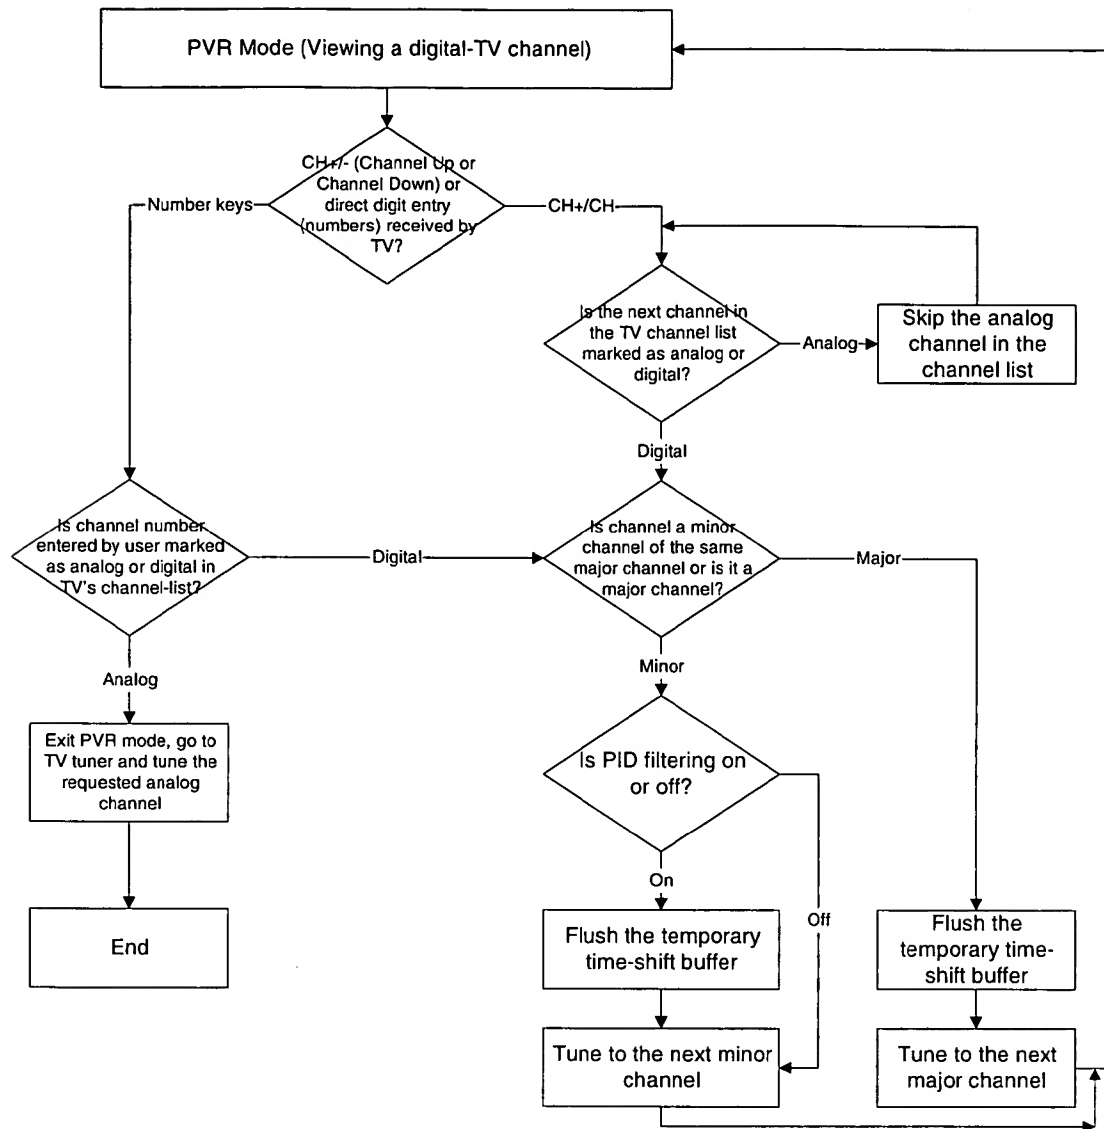 PVR Mode (Viewing a digital-TV channel)
CH+/- (Channel Up or
Channel Down) or
direct digit entry
(numbers) received by
TV?
Number keys
CH+/CH-
Is the next channel in
the TV channel list
marked as analog or
digital?
Analog
Skip the analog
channel in the
channel list
Digital
Is channel number
entered by user marked
as analog or digital in
TV's channel-list?
Digital
Is channel a minor
channel of the same
major channel or is it a
major channel?
Major
Analog
Minor
Exit PVR mode, go to
TV tuner and tune the
requested analog
channel
Is PID filtering on
or off?
On
Off
End
Flush the temporary
time-shift buffer
Flush the
temporary time-
shift buffer
Tune to the next minor
channel
Tune to the next
major channel